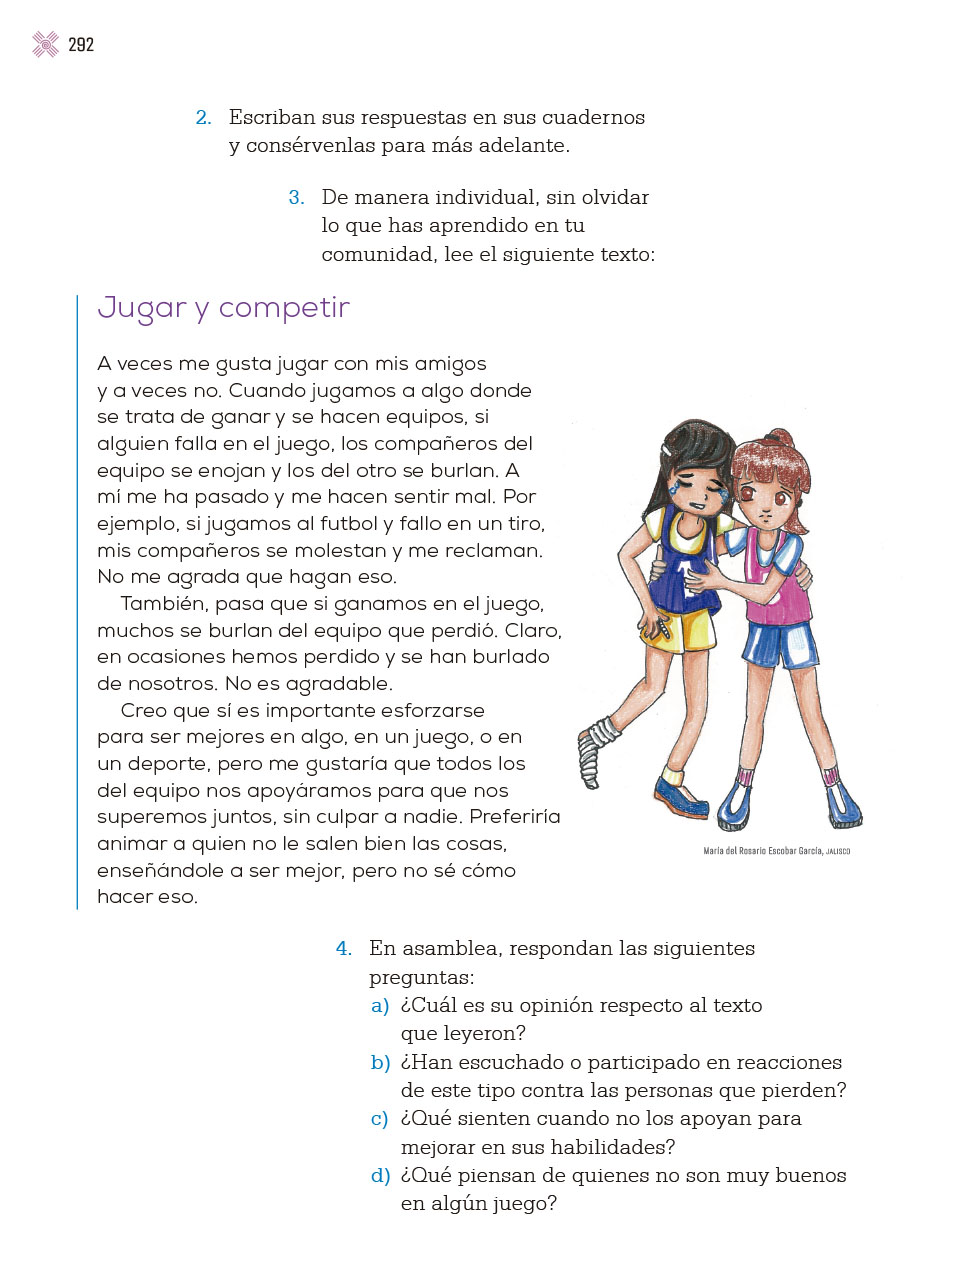 292
2. Escriban sus respuestas en sus cuadernos
y consérvenlas para más adelante.
3. De manera individual, sin olvidar
lo que has aprendido en tu
comunidad, lee el siguiente texto:
Jugar y competir
A veces me gusta jugar con mis amigos
y a veces no. Cuando jugamos a algo donde
se trata de ganar y se hacen equipos, si
alguien falla en el juego, los compañeros del
equipo se enojan y los del otro se burlan. A
mí me ha pasado y me hacen sentir mal. Por
ejemplo, si jugamos al futbol y fallo en un tiro,
mis compañeros se molestan y me reclaman.
No me agrada que hagan eso.
También, pasa que si ganamos en el juego,
muchos se burlan del equipo que perdió. Claro,
en ocasiones hemos perdido y se han burlado
de nosotros. No es agradable.
Creo que sí es importante esforzarse
para ser mejores en algo, en un juego, o en
un deporte, pero me gustaría que todos los
del equipo nos apoyáramos para que nos
superemos juntos, sin culpar a nadie. Preferiría
animar a quien no le salen bien las cosas,
enseñándole a ser mejor, pero no sé cómo
hacer eso.
María del Rosario Escobar García, JALISCO
4. En asamblea, respondan las siguientes
preguntas:
a) ¿Cuál es su opinión respecto al texto
que leyeron?
b) ¿Han escuchado o participado en reacciones
de este tipo contra las personas que pierden?
c) ¿Qué sienten cuando no los apoyan para
mejorar en sus habilidades?
d) ¿Qué piensan de quienes no son muy buenos
en algún juego?